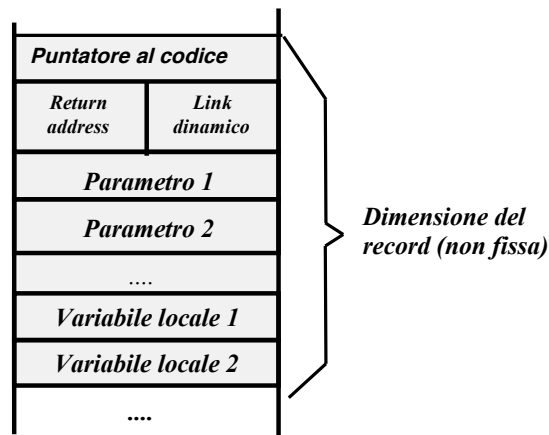 Puntatore al codice
Return address
Link dinamico
Parametro 1
Parametro 2
....
Variabile locale 1
Variabile locale 2
....
Dimensione del
record (non fissa)